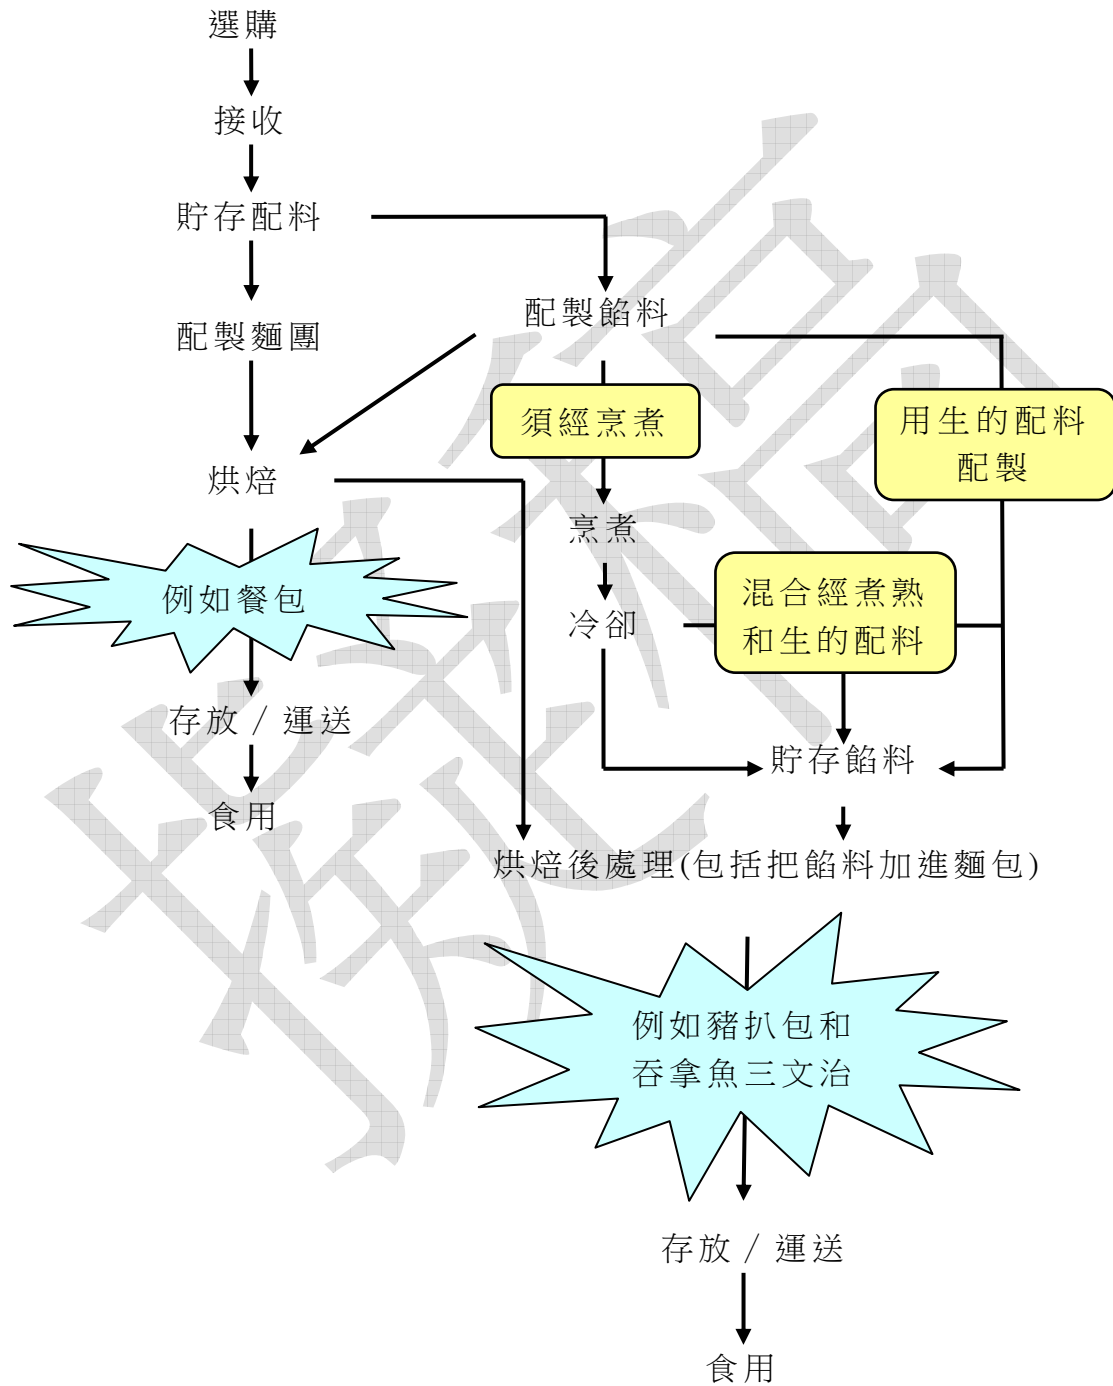 選購
接收
貯存配料
配製餡料
配製麵團
須經烹煮
用生的配料
配製
烘焙
烹煮
例如餐包
混合經煮熟
和生的配料
冷卻
存放 / 運送
貯存餡料
食用
烘焙後處理(包括把餡料加進麵包)
例如豬扒包和
吞拿魚三文治
存放 / 運送
食用